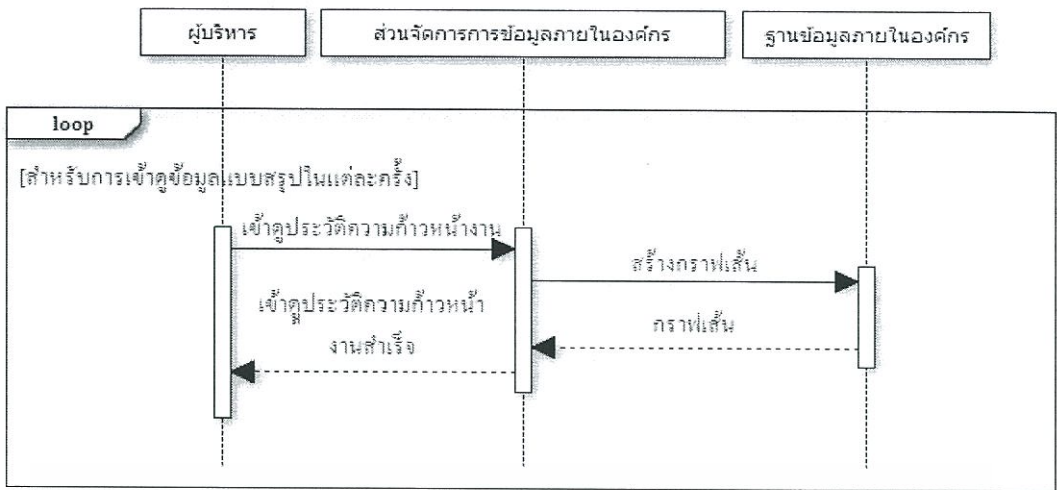 ผู้บริหาร
ส่วนจัดการการข้อมูลภายในองค์กร
ฐานข้อมูลภายในองค์กร
loop
[สำหรับการเข้าดูข้อมูลแบบสรุปในแต่ละครั้ง]
เข้าดูประวัติความก้าวหน้างาน
สร้างกราฟเส้น
เข้าดูประวัติความก้าวหน้า
งานสำเร็จ
กราฟเส้น